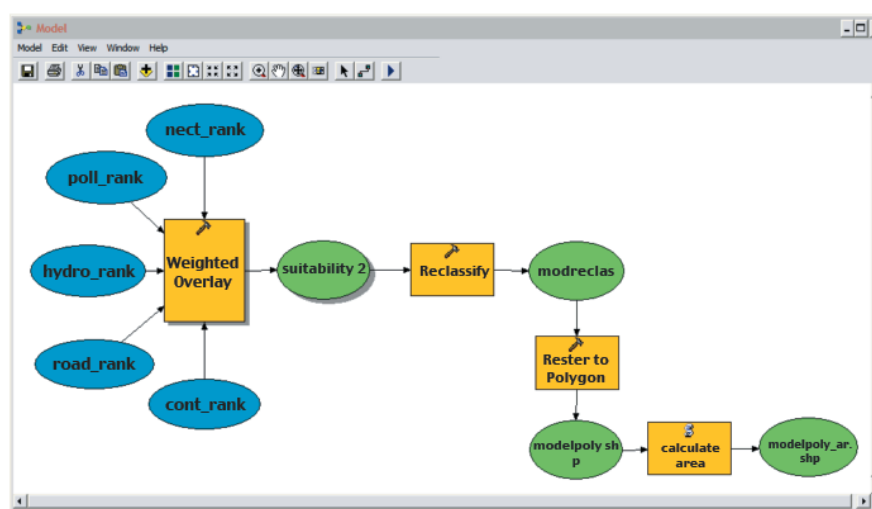 Model
Model Edit View Window Help
nect_rank
poll_rank
hydro_rank
road_rank
cont_rank
Weighted
Overlay
suitability 2
Reclassify
modreclas
Rester to
Polygon
modelpoly sh
p
calculate
area
modelpoly_ar.
shp